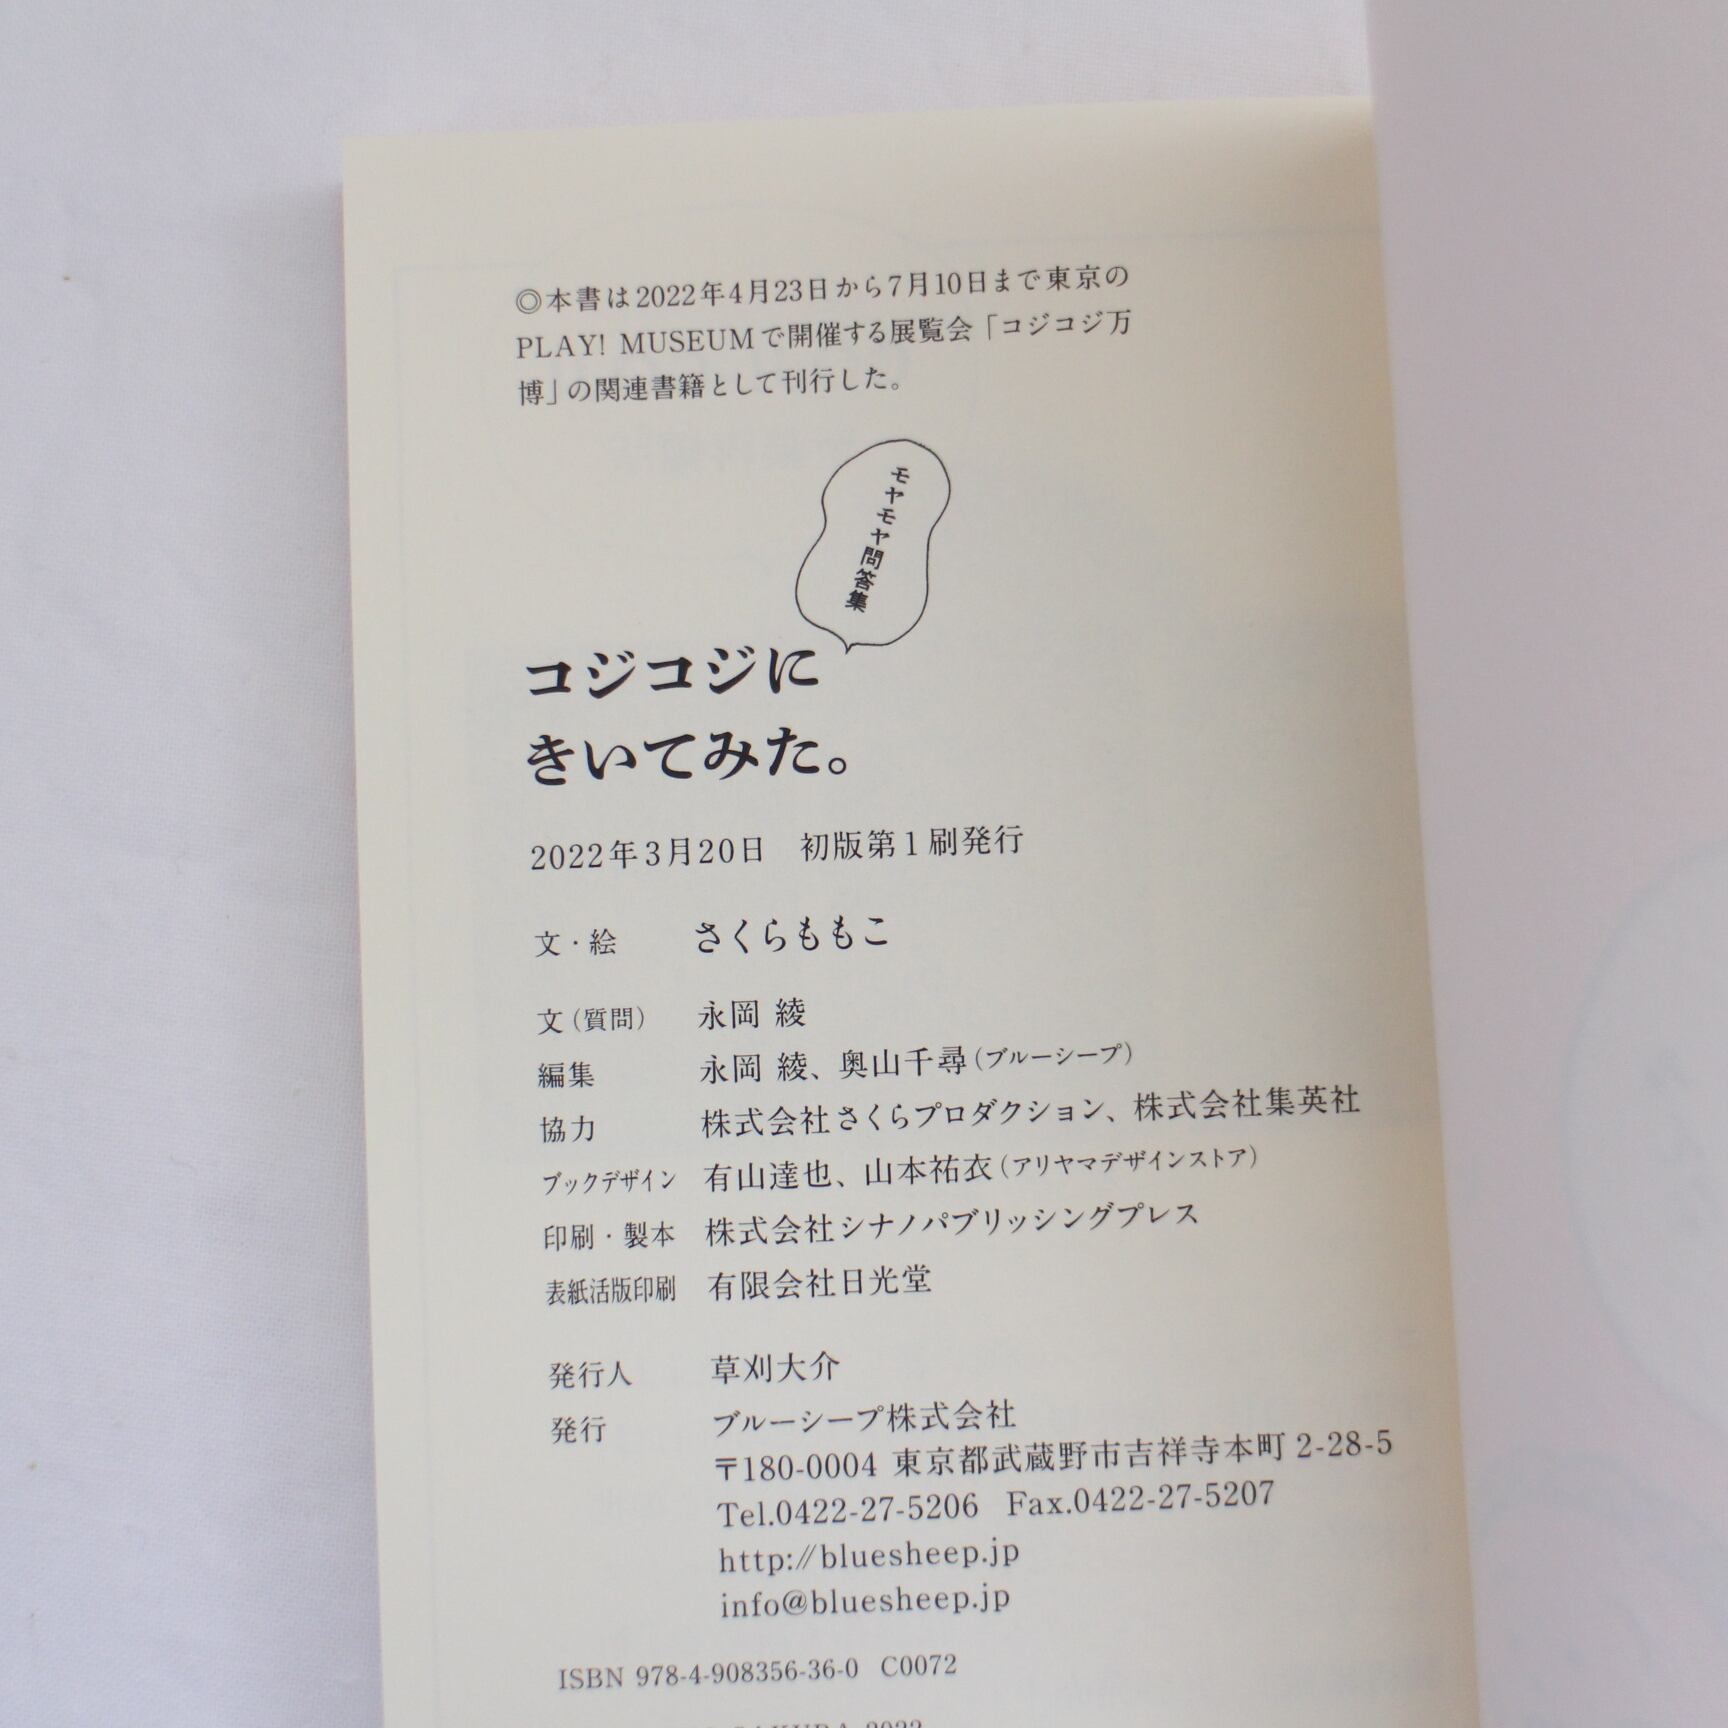 ◎本書は2022年4月23日から7月10日まで東京の
PLAY! MUSEUMで開催する展覧会「コジコジ万
博」の関連書籍として刊行した。
モヤモヤ問答集
コジコジに
きいてみた。
2022年3月20日　初版第1刷発行
文・絵　さくらももこ
文（質問）　永岡 綾
編集　永岡 綾、奥山千尋（ブルーシープ）
協力　株式会社さくらプロダクション、株式会社集英社
ブックデザイン　有山達也、山本祐衣（アリヤマデザインストア）
印刷・製本　株式会社シナノパブリッシングプレス
表紙活版印刷　有限会社日光堂
発行人　草刈大介
発行　ブルーシープ株式会社
〒180-0004 東京都武蔵野市吉祥寺本町 2-28-5
Tel.0422-27-5206　Fax.0422-27-5207
http://bluesheep.jp
info@bluesheep.jp
ISBN 978-4-908356-36-0　C0072
SAKURA 2022